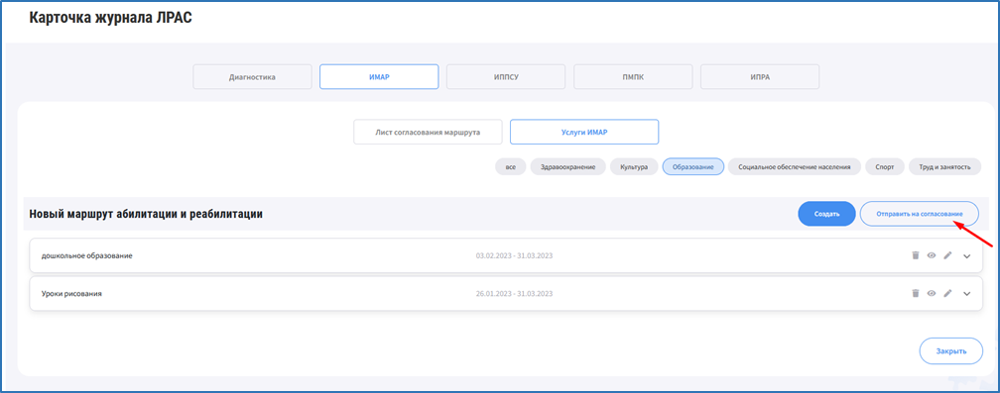 Карточка журнала ЛРАС
Диагностика ИМАР ИППСУ ПМПК ИПРА
Лист согласования маршрута Услуги ИМАР
все Здравоохранение Культура Образование Социальное обеспечение населения Спорт Труд и занятость
Новый маршрут абилитации и реабилитации Создать Отправить на согласование
дошкольное образование 03.02.2023 - 31.03.2023
Уроки рисования 26.01.2023 - 31.03.2023
Закрыть